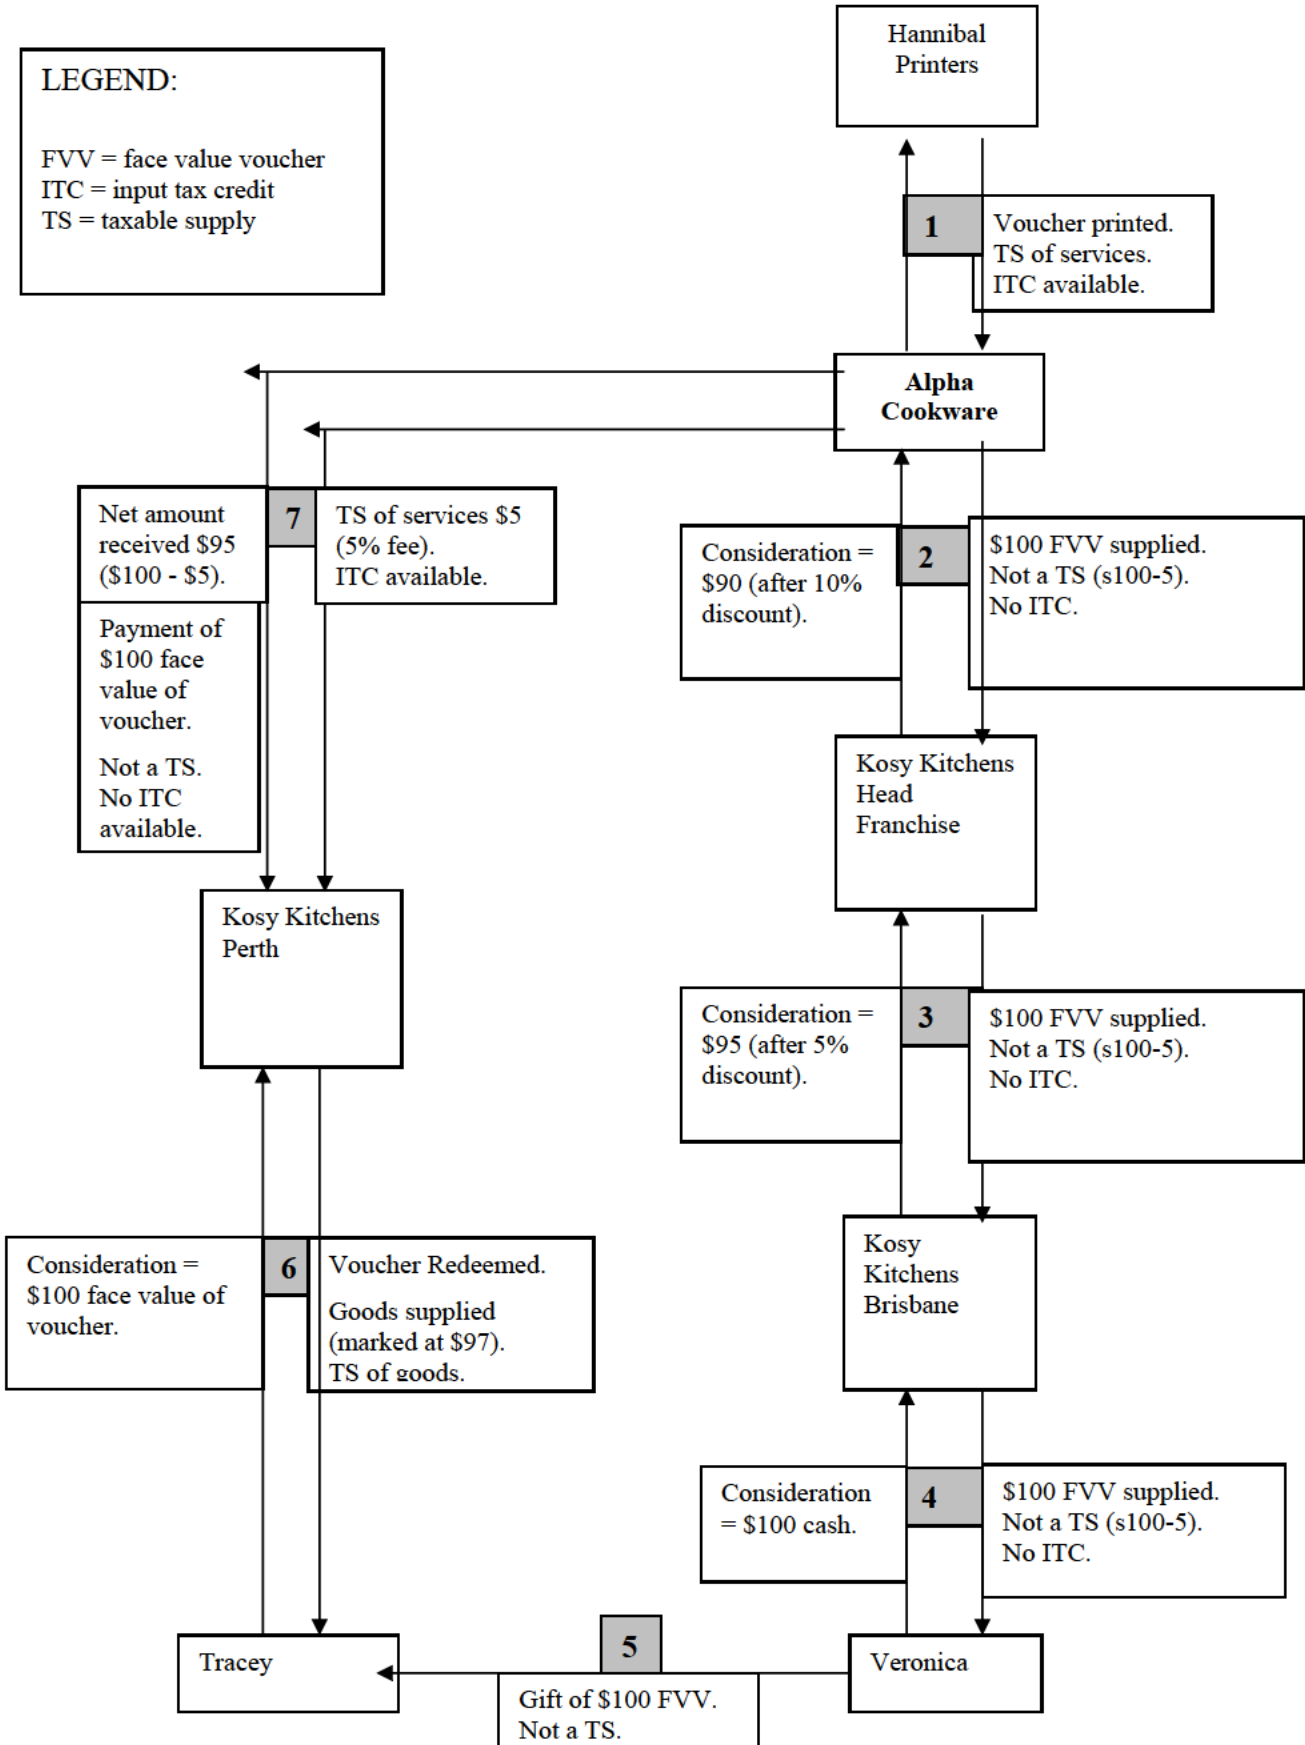 Hannibal
Printers
LEGEND:
FVV = face value voucher
ITC = input tax credit
TS = taxable supply
1
Voucher printed.
TS of services.
ITC available.
Alpha
Cookware
Net amount
received $95
($100 - $5).
7
TS of services $5
(5% fee).
ITC available.
Payment of
$100 face
value of
voucher.
Not a TS.
No ITC
available.
Consideration =
$90 (after 10%
discount).
2
$100 FVV supplied.
Not a TS (s100-5).
No ITC.
Kosy Kitchens
Head
Franchise
Kosy Kitchens
Perth
Consideration =
$95 (after 5%
discount).
3
$100 FVV supplied.
Not a TS (s100-5).
No ITC.
Kosy
Kitchens
Brisbane
Consideration =
$100 face value of
voucher.
6
Voucher Redeemed.
Goods supplied
(marked at $97).
TS of goods.
Consideration
= $100 cash.
4
$100 FVV supplied.
Not a TS (s100-5).
No ITC.
Tracey
5
Veronica
Gift of $100 FVV.
Not a TS.